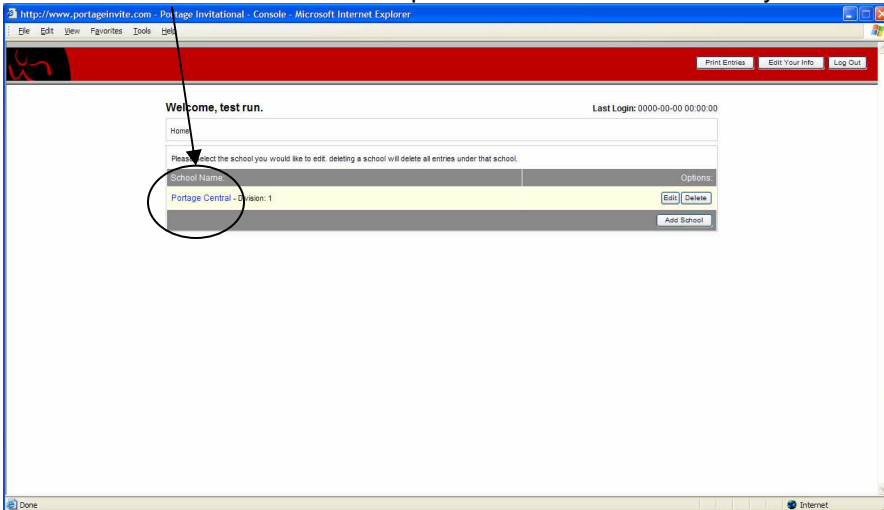 http://www.portageinvite.com - Portage Invitational - Console - Microsoft Internet Explorer
File Edit View Favorites Tools Help
Print Entries Edit Your Info Log Out
Welcome, test run. Last Login: 0000-00-00 00:00:00
Home
Please select the school you would like to edit. deleting a school will delete all entries under that school.
School Name: Options:
Portage Central - Division: 1 Edit Delete
Add School
Done Internet